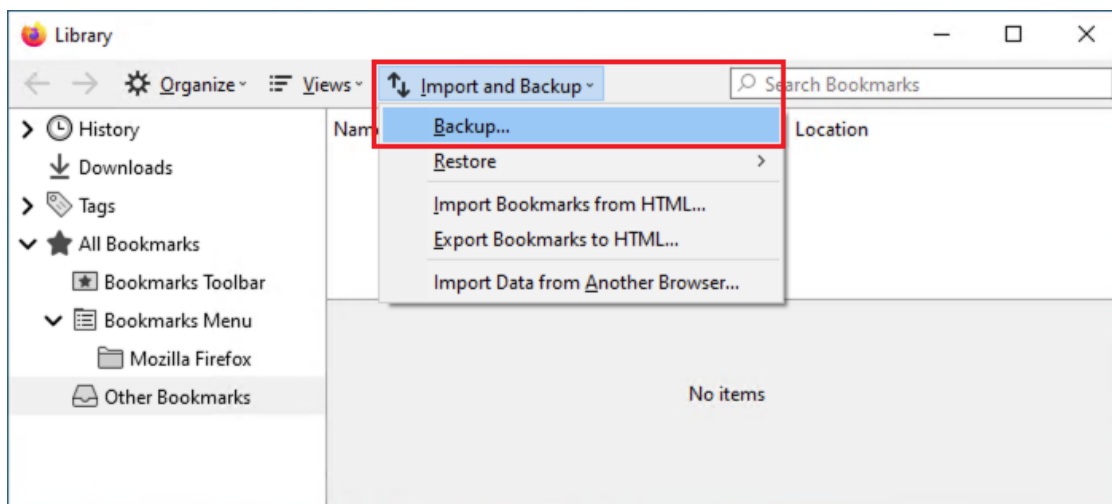 Library
Organize Views Import and Backup Search Bookmarks
History
Downloads
Tags
All Bookmarks
Bookmarks Toolbar
Bookmarks Menu
Mozilla Firefox
Other Bookmarks
Backup...
Restore
Import Bookmarks from HTML...
Export Bookmarks to HTML...
Import Data from Another Browser...
Nam
Location
No items